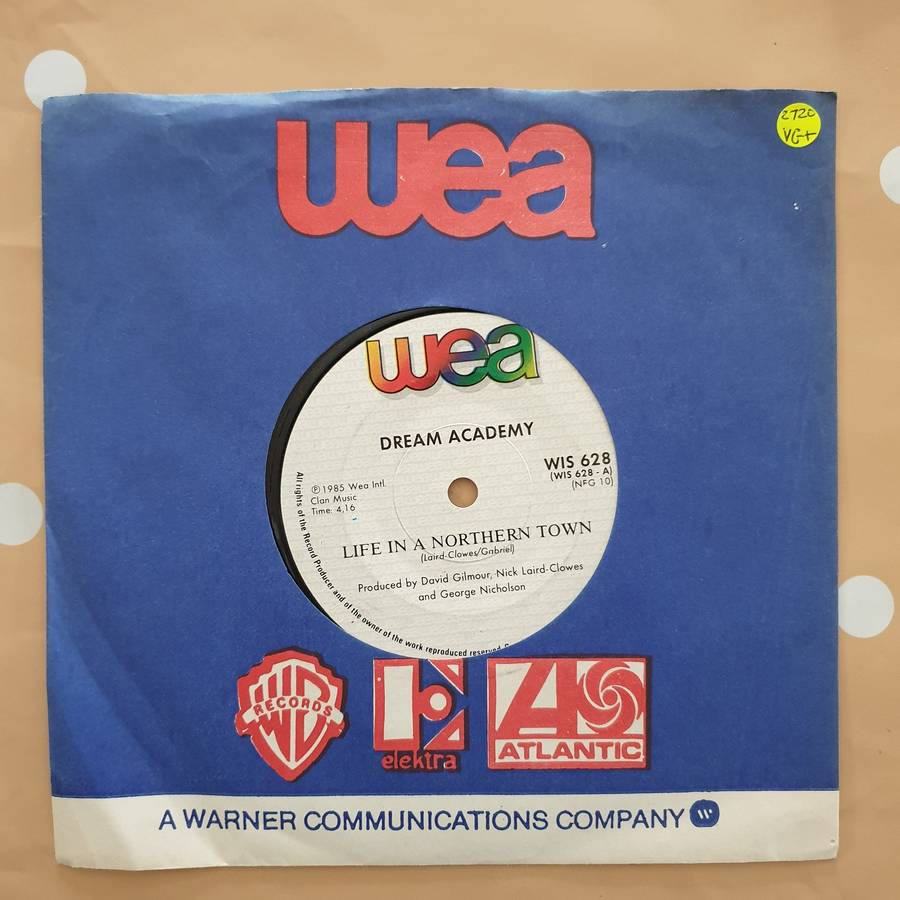 wea
2720
VG+
wea
DREAM ACADEMY
WIS 628
(WIS 628 - A)
(NFG 10)
℗ 1985 Wea Intl.
Clan Music
Time: 4,16
LIFE IN A NORTHERN TOWN
(Laird-Clowes/Gabriel)
Produced by David Gilmour, Nick Laird-Clowes
and George Nicholson
All rights of the Record Producer and of the owner of the work reproduced reserved.
WB
RECORDS
elektra
ATLANTIC
A WARNER COMMUNICATIONS COMPANY